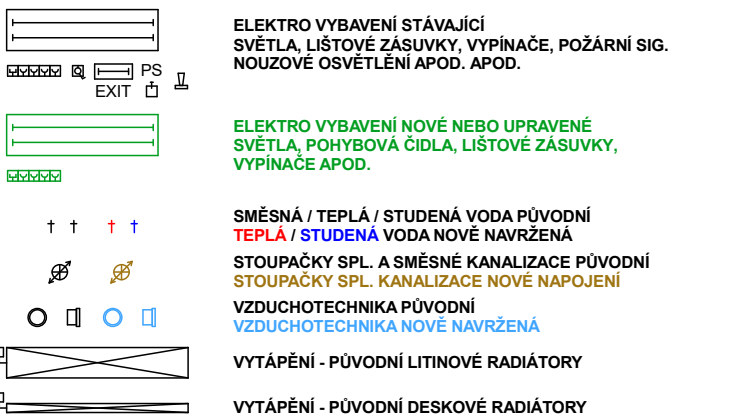 ELEKTRO VYBAVENÍ STÁVAJÍCÍ
SVĚTLA, LIŠTOVÉ ZÁSUVKY, VYPÍNAČE, POŽÁRNÍ SIG.
NOUZOVÉ OSVĚTLĚNÍ APOD. APOD.
PS
EXIT
ELEKTRO VYBAVENÍ NOVÉ NEBO UPRAVENÉ
SVĚTLA, POHYBOVÁ ČIDLA, LIŠTOVÉ ZÁSUVKY,
VYPÍNAČE APOD.
SMĚSNÁ / TEPLÁ / STUDENÁ VODA PŮVODNÍ
TEPLÁ / STUDENÁ VODA NOVĚ NAVRŽENÁ
STOUPAČKY SPL. A SMĚSNÉ KANALIZACE PŮVODNÍ
STOUPAČKY SPL. KANALIZACE NOVÉ NAPOJENÍ
VZDUCHOTECHNIKA PŮVODNÍ
VZDUCHOTECHNIKA NOVĚ NAVRŽENÁ
VYTÁPĚNÍ - PŮVODNÍ LITINOVÉ RADIÁTORY
VYTÁPĚNÍ - PŮVODNÍ DESKOVÉ RADIÁTORY